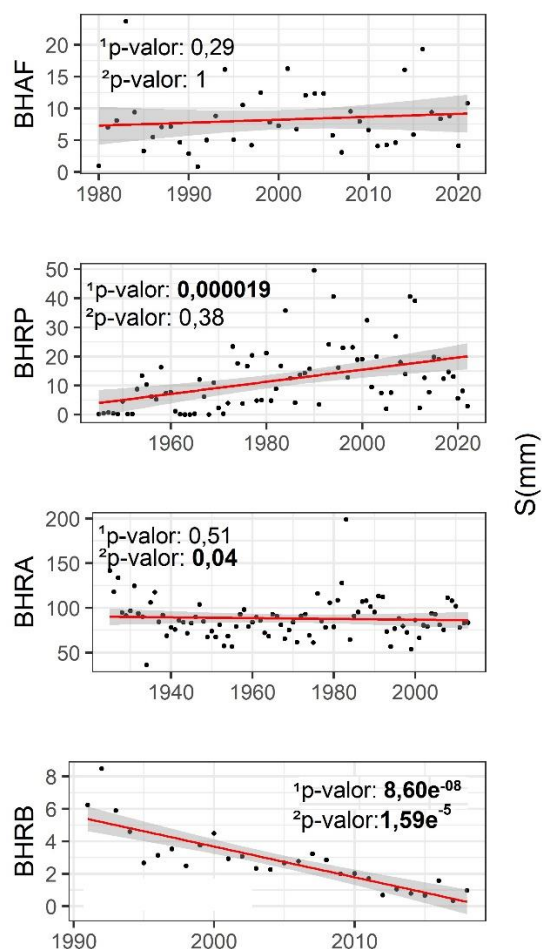 BHAF
25
20
15
10
5
0
¹p-valor: 0,29
²p-valor: 1
1980 1990 2000 2010 2020
BHRP
50
40
30
20
10
0
¹p-valor: 0,000019
²p-valor: 0,38
1960 1980 2000 2020
S(mm)
BHRA
200
150
100
50
¹p-valor: 0,51
²p-valor: 0,04
1940 1960 1980 2000
BHRB
8
6
4
2
0
¹p-valor: 8,60e⁻⁰⁸
²p-valor:1,59e⁻⁵
1990 2000 2010